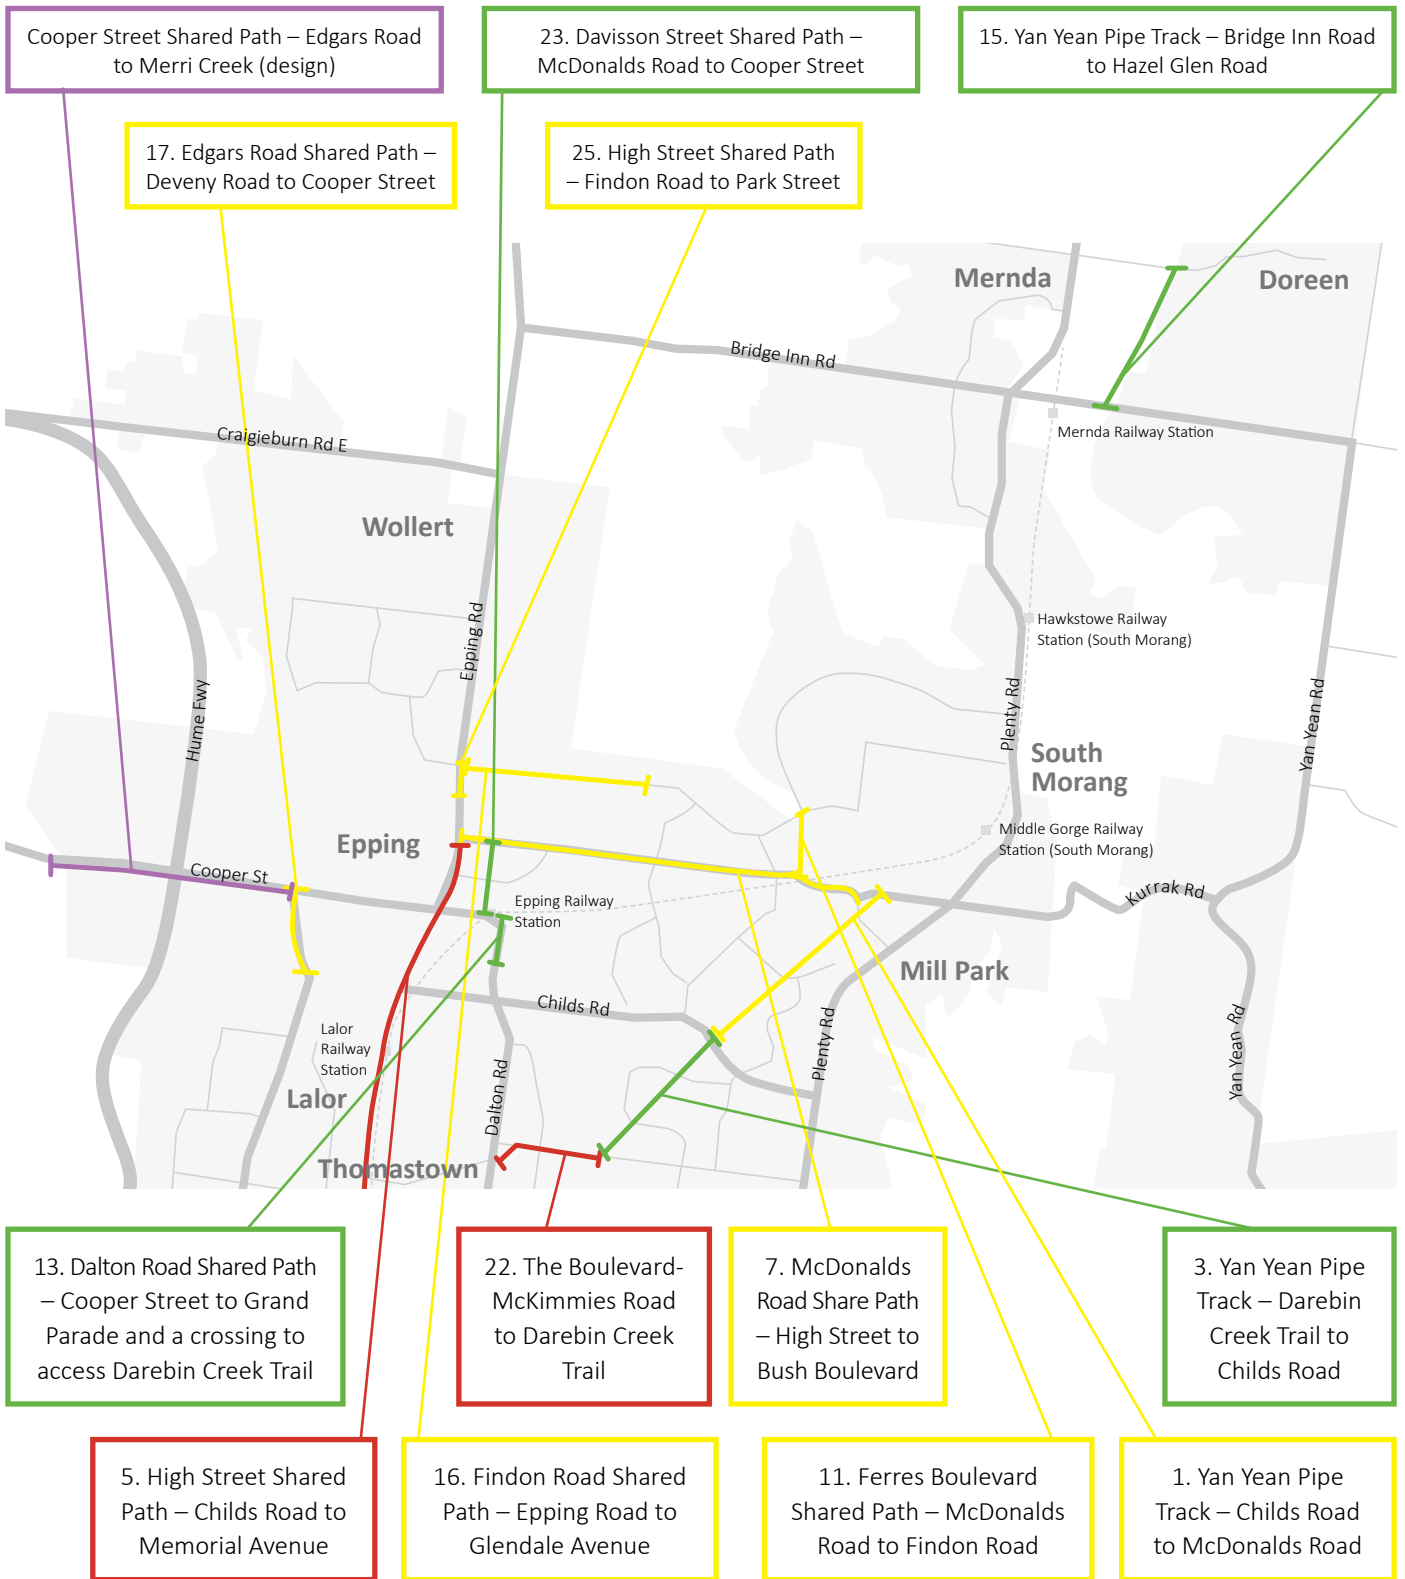 Cooper Street Shared Path – Edgars Road
to Merri Creek (design)
23. Davisson Street Shared Path –
McDonalds Road to Cooper Street
15. Yan Yean Pipe Track – Bridge Inn Road
to Hazel Glen Road
17. Edgars Road Shared Path –
Deveny Road to Cooper Street
25. High Street Shared Path
– Findon Road to Park Street
Mernda
Doreen
Bridge Inn Rd
Mernda Railway Station
Craigieburn Rd E
Wollert
Epping Rd
Hawkstowe Railway
Station (South Morang)
Hume Fwy
Plenty Rd
Yan Yean Rd
South
Morang
Epping
Middle Gorge Railway
Station (South Morang)
Cooper St
Kurrak Rd
Epping Railway
Station
Mill Park
Childs Rd
Lalor
Railway
Station
Plenty Rd
Yan Yean Rd
Dalton Rd
Lalor
Thomastown
13. Dalton Road Shared Path
– Cooper Street to Grand
Parade and a crossing to
access Darebin Creek Trail
22. The Boulevard-
McKimmies Road
to Darebin Creek
Trail
7. McDonalds
Road Share Path
– High Street to
Bush Boulevard
3. Yan Yean Pipe
Track – Darebin
Creek Trail to
Childs Road
5. High Street Shared
Path – Childs Road to
Memorial Avenue
16. Findon Road Shared
Path – Epping Road to
Glendale Avenue
11. Ferres Boulevard
Shared Path – McDonalds
Road to Findon Road
1. Yan Yean Pipe
Track – Childs Road
to McDonalds Road